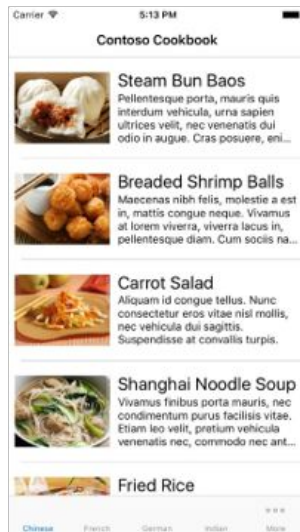 Carrier 5:13 PM
Contoso Cookbook
Steam Bun Baos
Pellentesque porta, mauris quis
interdum vehicula, urna sapien
ultrices velit, nec venenatis dui
odio in augue. Cras posuere, eni...
Breaded Shrimp Balls
Maecenas nibh felis, molestie a est
in, mattis congue neque. Vivamus
at lorem viverra, viverra lacus in,
pellentesque diam. Cum sociis na...
Carrot Salad
Aliquam id congue tellus. Nunc
consectetur eros vitae nisl mollis,
nec vehicula dui sagittis.
Suspendisse at convallis turpis.
Shanghai Noodle Soup
Vivamus finibus porta mauris, nec
condimentum purus facilisis vitae.
Etiam leo velit, pretium vehicula
venenatis nec, commodo nec ant...
Fried Rice
Chinese French German Indian More